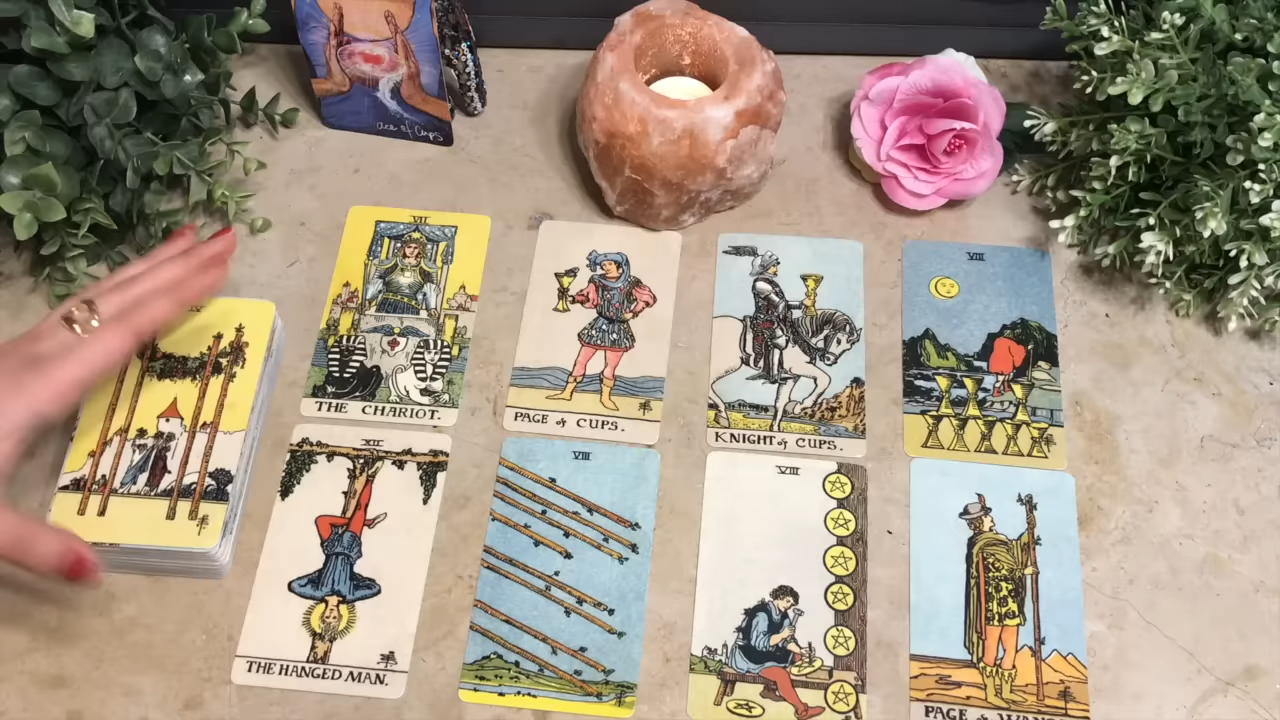 ace of cups
VII
THE CHARIOT.
PAGE of CUPS.
KNIGHT of CUPS.
VIII
XII
THE HANGED MAN.
VIII
VIII
PAGE of WANDS